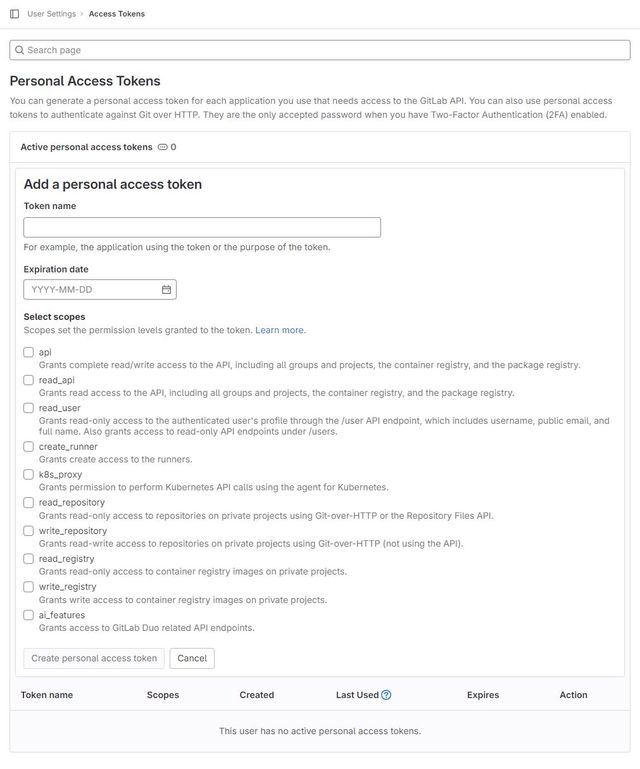 User Settings › Access Tokens
Search page
Personal Access Tokens
You can generate a personal access token for each application you use that needs access to the GitLab API. You can also use personal access
tokens to authenticate against Git over HTTP. They are the only accepted password when you have Two-Factor Authentication (2FA) enabled.
Active personal access tokens 0
Add a personal access token
Token name
For example, the application using the token or the purpose of the token.
Expiration date
YYYY-MM-DD
Select scopes
Scopes set the permission levels granted to the token. Learn more.
api
Grants complete read/write access to the API, including all groups and projects, the container registry, and the package registry.
read_api
Grants read access to the API, including all groups and projects, the container registry, and the package registry.
read_user
Grants read-only access to the authenticated user's profile through the /user API endpoint, which includes username, public email, and
full name. Also grants access to read-only API endpoints under /users.
create_runner
Grants create access to the runners.
k8s_proxy
Grants permission to perform Kubernetes API calls using the agent for Kubernetes.
read_repository
Grants read-only access to repositories on private projects using Git-over-HTTP or the Repository Files API.
write_repository
Grants read-write access to repositories on private projects using Git-over-HTTP (not using the API).
read_registry
Grants read-only access to container registry images on private projects.
write_registry
Grants write access to container registry images on private projects.
ai_features
Grants access to GitLab Duo related API endpoints.
Create personal access token Cancel
Token name Scopes Created Last Used ? Expires Action
This user has no active personal access tokens.